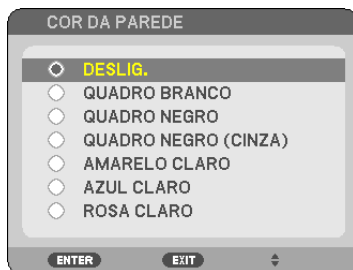 COR DA PAREDE
DESLIG.
QUADRO BRANCO
QUADRO NEGRO
QUADRO NEGRO (CINZA)
AMARELO CLARO
AZUL CLARO
ROSA CLARO
ENTER EXIT